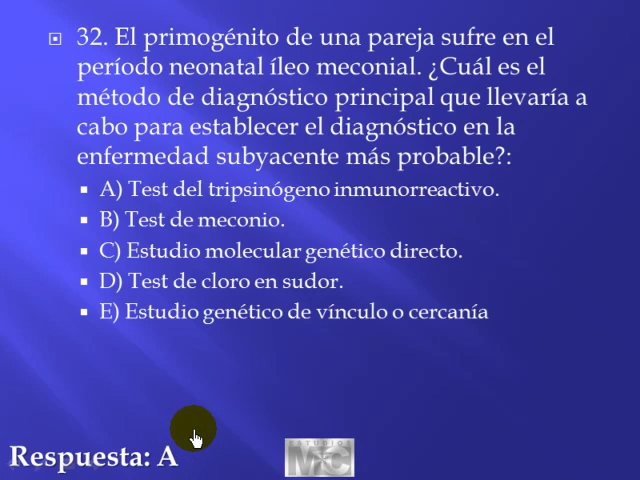 32. El primogénito de una pareja sufre en el
período neonatal íleo meconial. ¿Cuál es el
método de diagnóstico principal que llevaría a
cabo para establecer el diagnóstico en la
enfermedad subyacente más probable?:
A) Test del tripsinógeno inmunorreactivo.
B) Test de meconio.
C) Estudio molecular genético directo.
D) Test de cloro en sudor.
E) Estudio genético de vínculo o cercanía
Respuesta: A
ESTUDIOS
MC